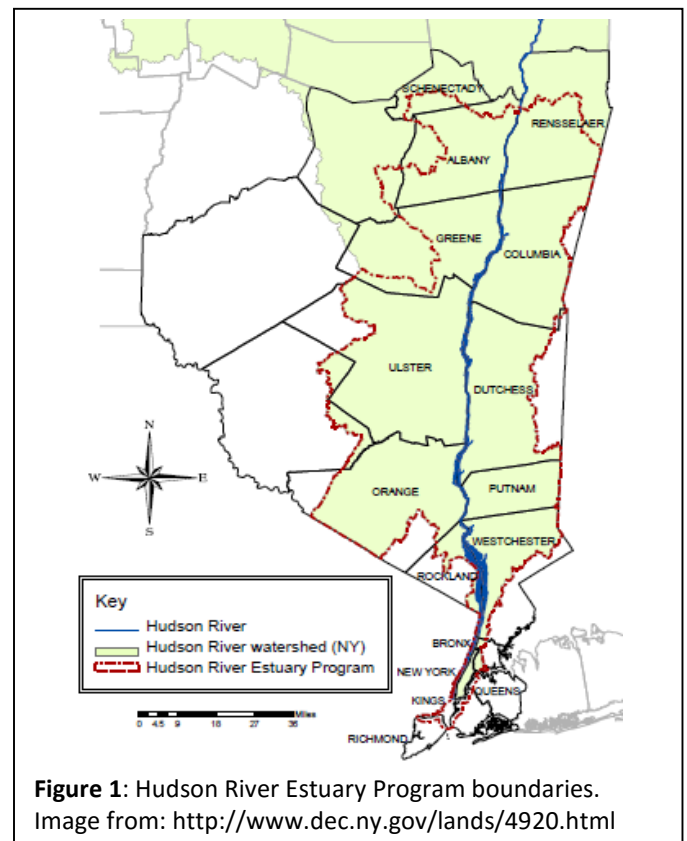 SCHENECTADY
RENSSELAER
ALBANY
GREENE
COLUMBIA
ULSTER
DUTCHESS
N
W E
S
ORANGE
PUTNAM
WESTCHESTER
ROCKLAND
Key
Hudson River
Hudson River watershed (NY)
Hudson River Estuary Program
BRONX
NEW YORK
QUEENS
KINGS
RICHMOND
Miles
0 4.5 9 18 27 36
Figure 1: Hudson River Estuary Program boundaries.
Image from: http://www.dec.ny.gov/lands/4920.html